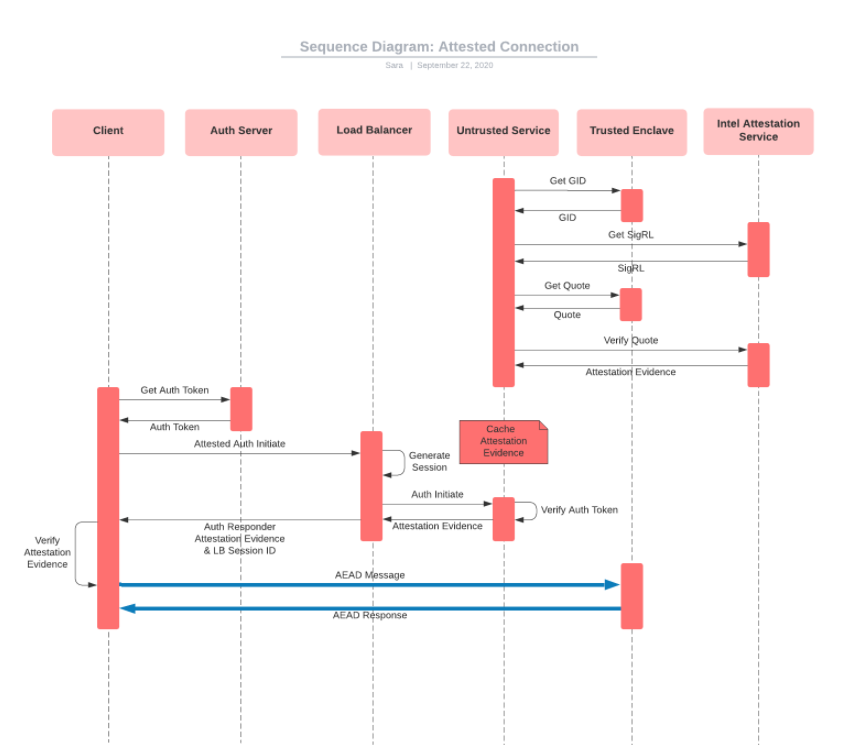 Sequence Diagram: Attested Connection
Sara | September 22, 2020
Client
Auth Server
Load Balancer
Untrusted Service
Trusted Enclave
Intel Attestation
Service
Get GID
GID
Get SigRL
SigRL
Get Quote
Quote
Verify Quote
Attestation Evidence
Get Auth Token
Auth Token
Attested Auth Initiate
Generate
Session
Cache
Attestation
Evidence
Auth Initiate
Verify Auth Token
Attestation Evidence
Auth Responder
Attestation Evidence
& LB Session ID
Verify
Attestation
Evidence
AEAD Message
AEAD Response